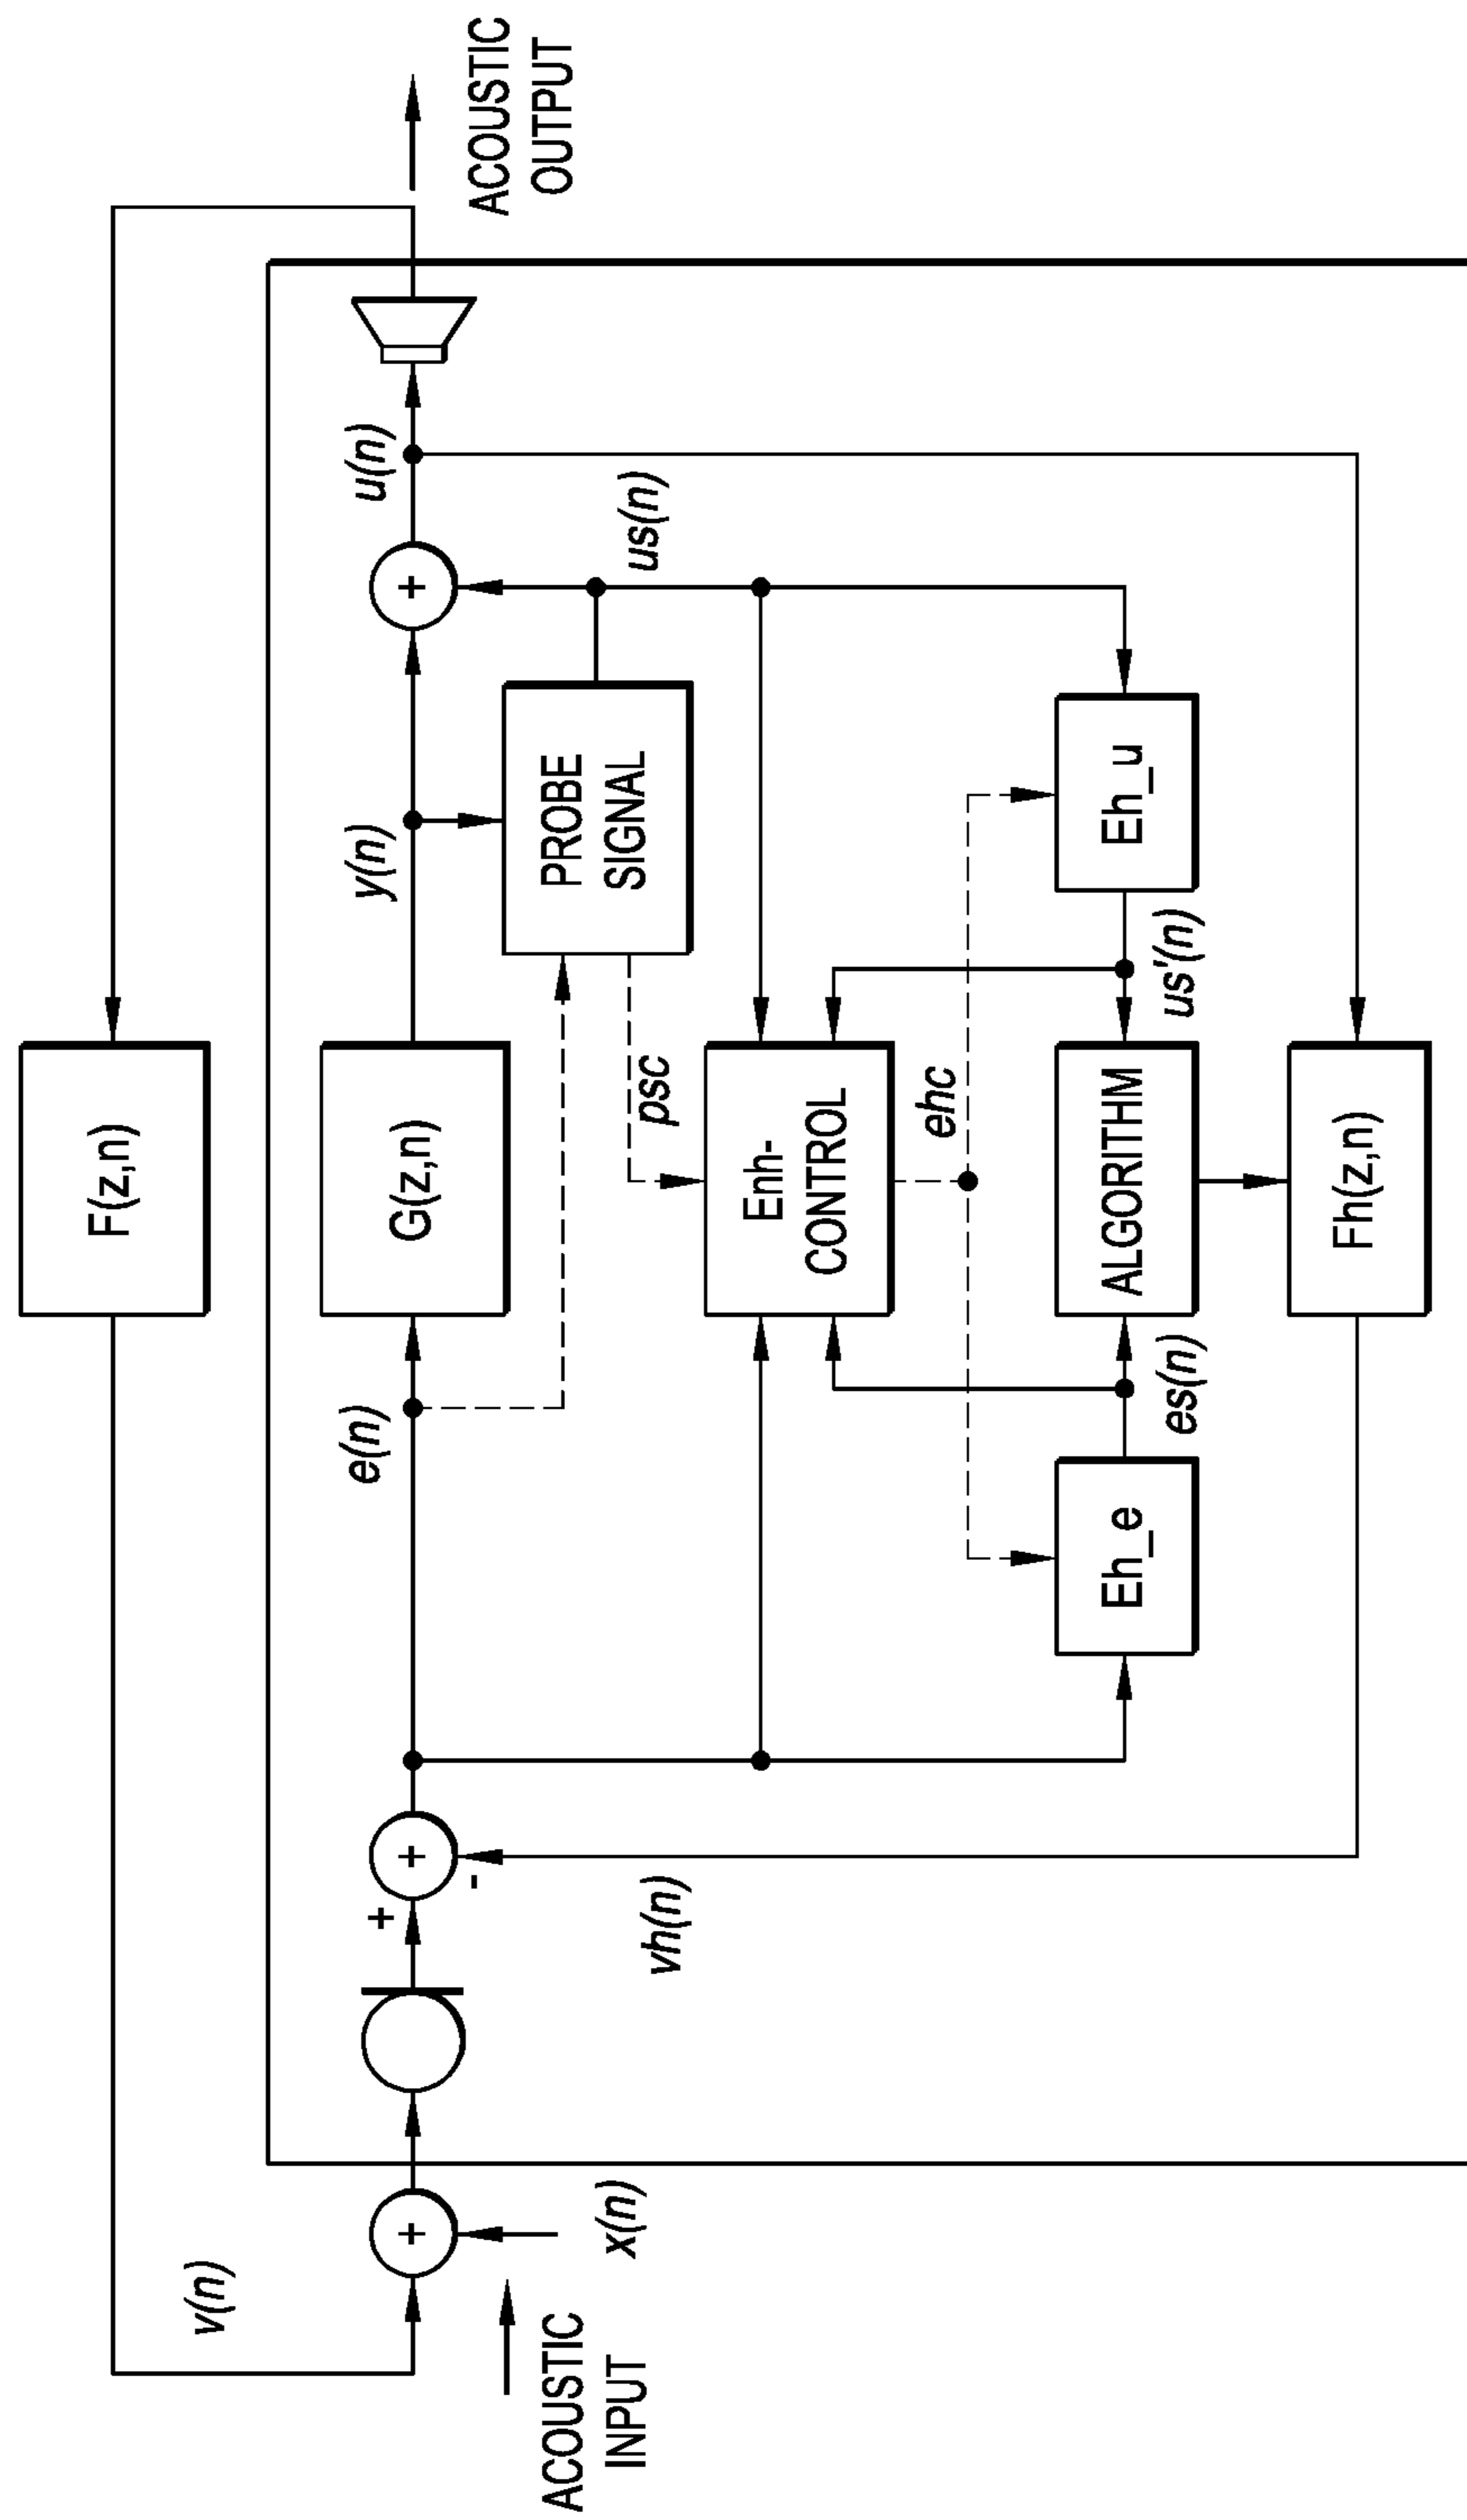 F(z,n)
v(n)
e(n)
G(z,n)
y(n)
u(n)
ACOUSTIC
OUTPUT
+
+
-
+
+
ACOUSTIC
INPUT
x(n)
vh(n)
PROBE
SIGNAL
us(n)
psc
Enh-
CONTROL
ehc
Eh_e
es(n)
ALGORITHM
us'(n)
Eh_u
Fh(z,n)